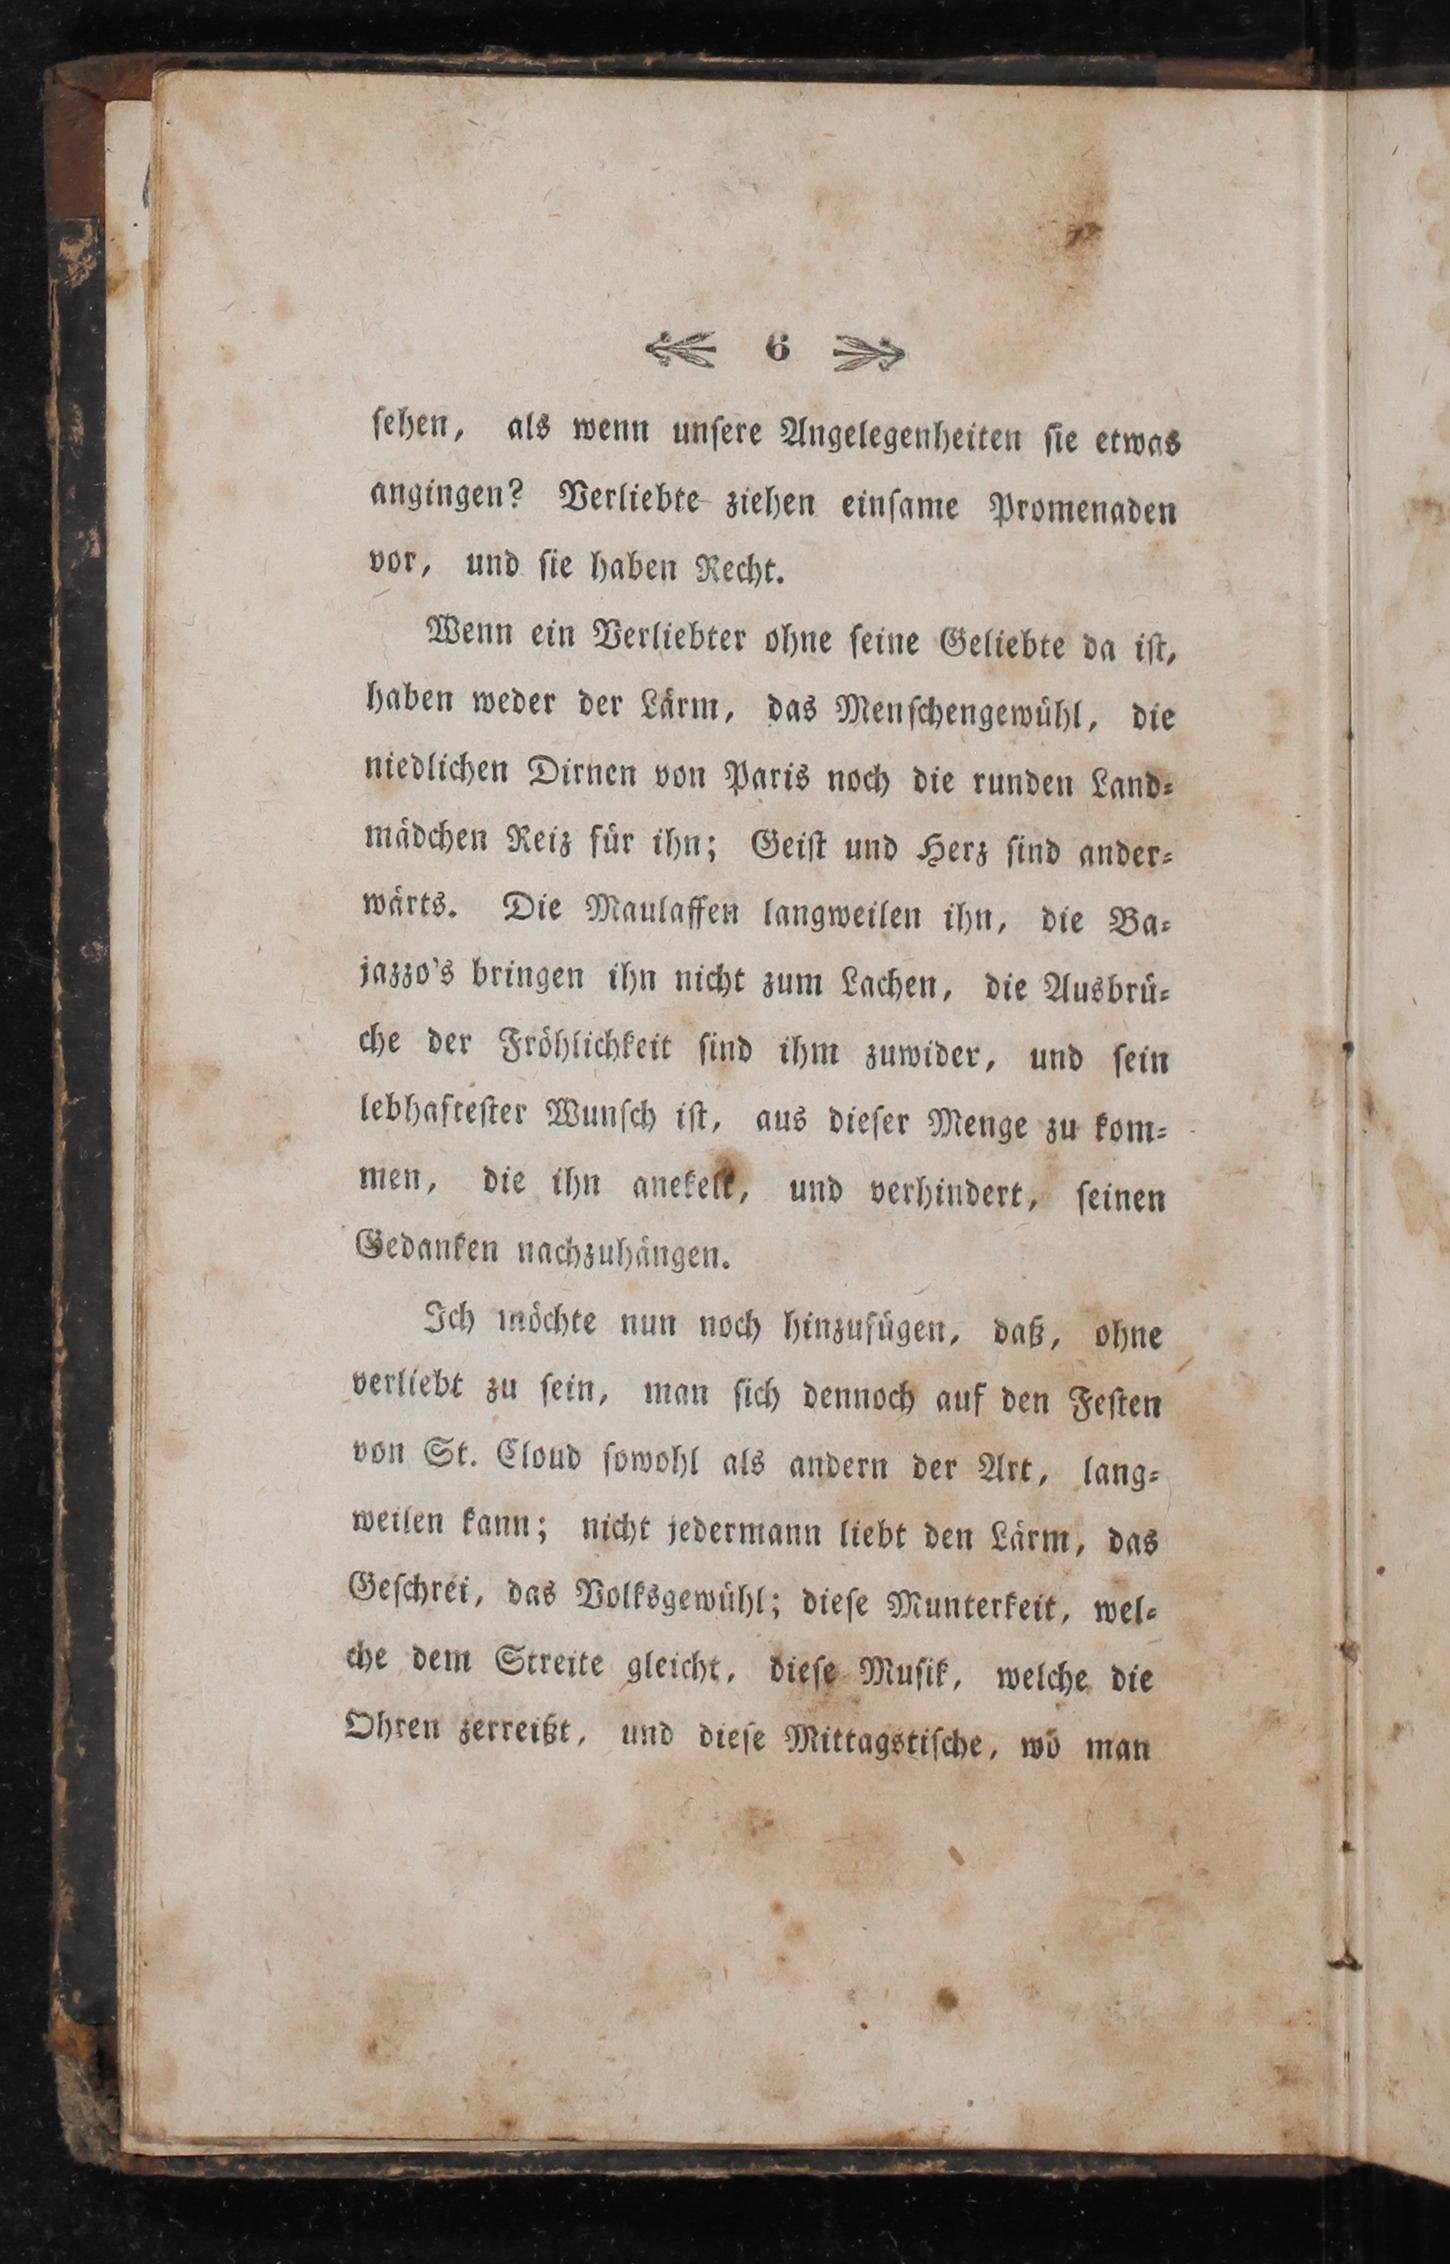 6
sehen, als wenn unsere Angelegenheiten sie etwas
angingen? Verliebte ziehen einsame Promenaden
vor, und sie haben Recht.
Wenn ein Verliebter ohne seine Geliebte da ist,
haben weder der Lärm, das Menschengewühl, die
niedlichen Dirnen von Paris noch die runden Land-
mädchen Reiz für ihn; Geist und Herz sind ander-
wärts. Die Maulaffen langweilen ihn, die Ba-
jazzo's bringen ihn nicht zum Lachen, die Ausbrü-
che der Fröhlichkeit sind ihm zuwider, und sein
lebhaftester Wunsch ist, aus dieser Menge zu kom-
men, die ihn anekelt, und verhindert, seinen
Gedanken nachzuhängen.
Ich möchte nun noch hinzufügen, daß, ohne
verliebt zu sein, man sich dennoch auf den Festen
von St. Cloud sowohl als andern der Art, lang-
weilen kann; nicht jedermann liebt den Lärm, das
Geschrei, das Volksgewühl; diese Munterkeit, wel-
che dem Streite gleicht, diese Musik, welche die
Ohren zerreißt, und diese Mittagstische, wo man